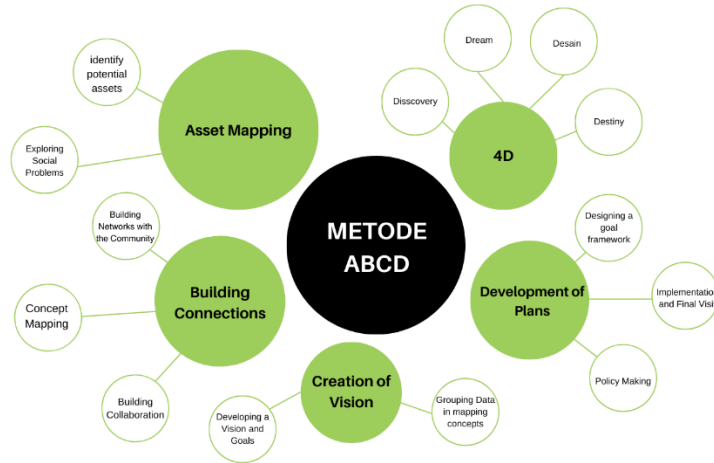 identify
potential
assets
Exploring
Social
Problems
Asset Mapping
Disscovery
Dream
Desain
Destiny
4D
METODE
ABCD
Building
Networks with
the Community
Concept
Mapping
Building
Collaboration
Building
Connections
Designing a
goal
framework
Implementation
and Final Visit
Policy Making
Development of
Plans
Creation of
Vision
Developing a
Vision and
Goals
Grouping Data
in mapping
concepts